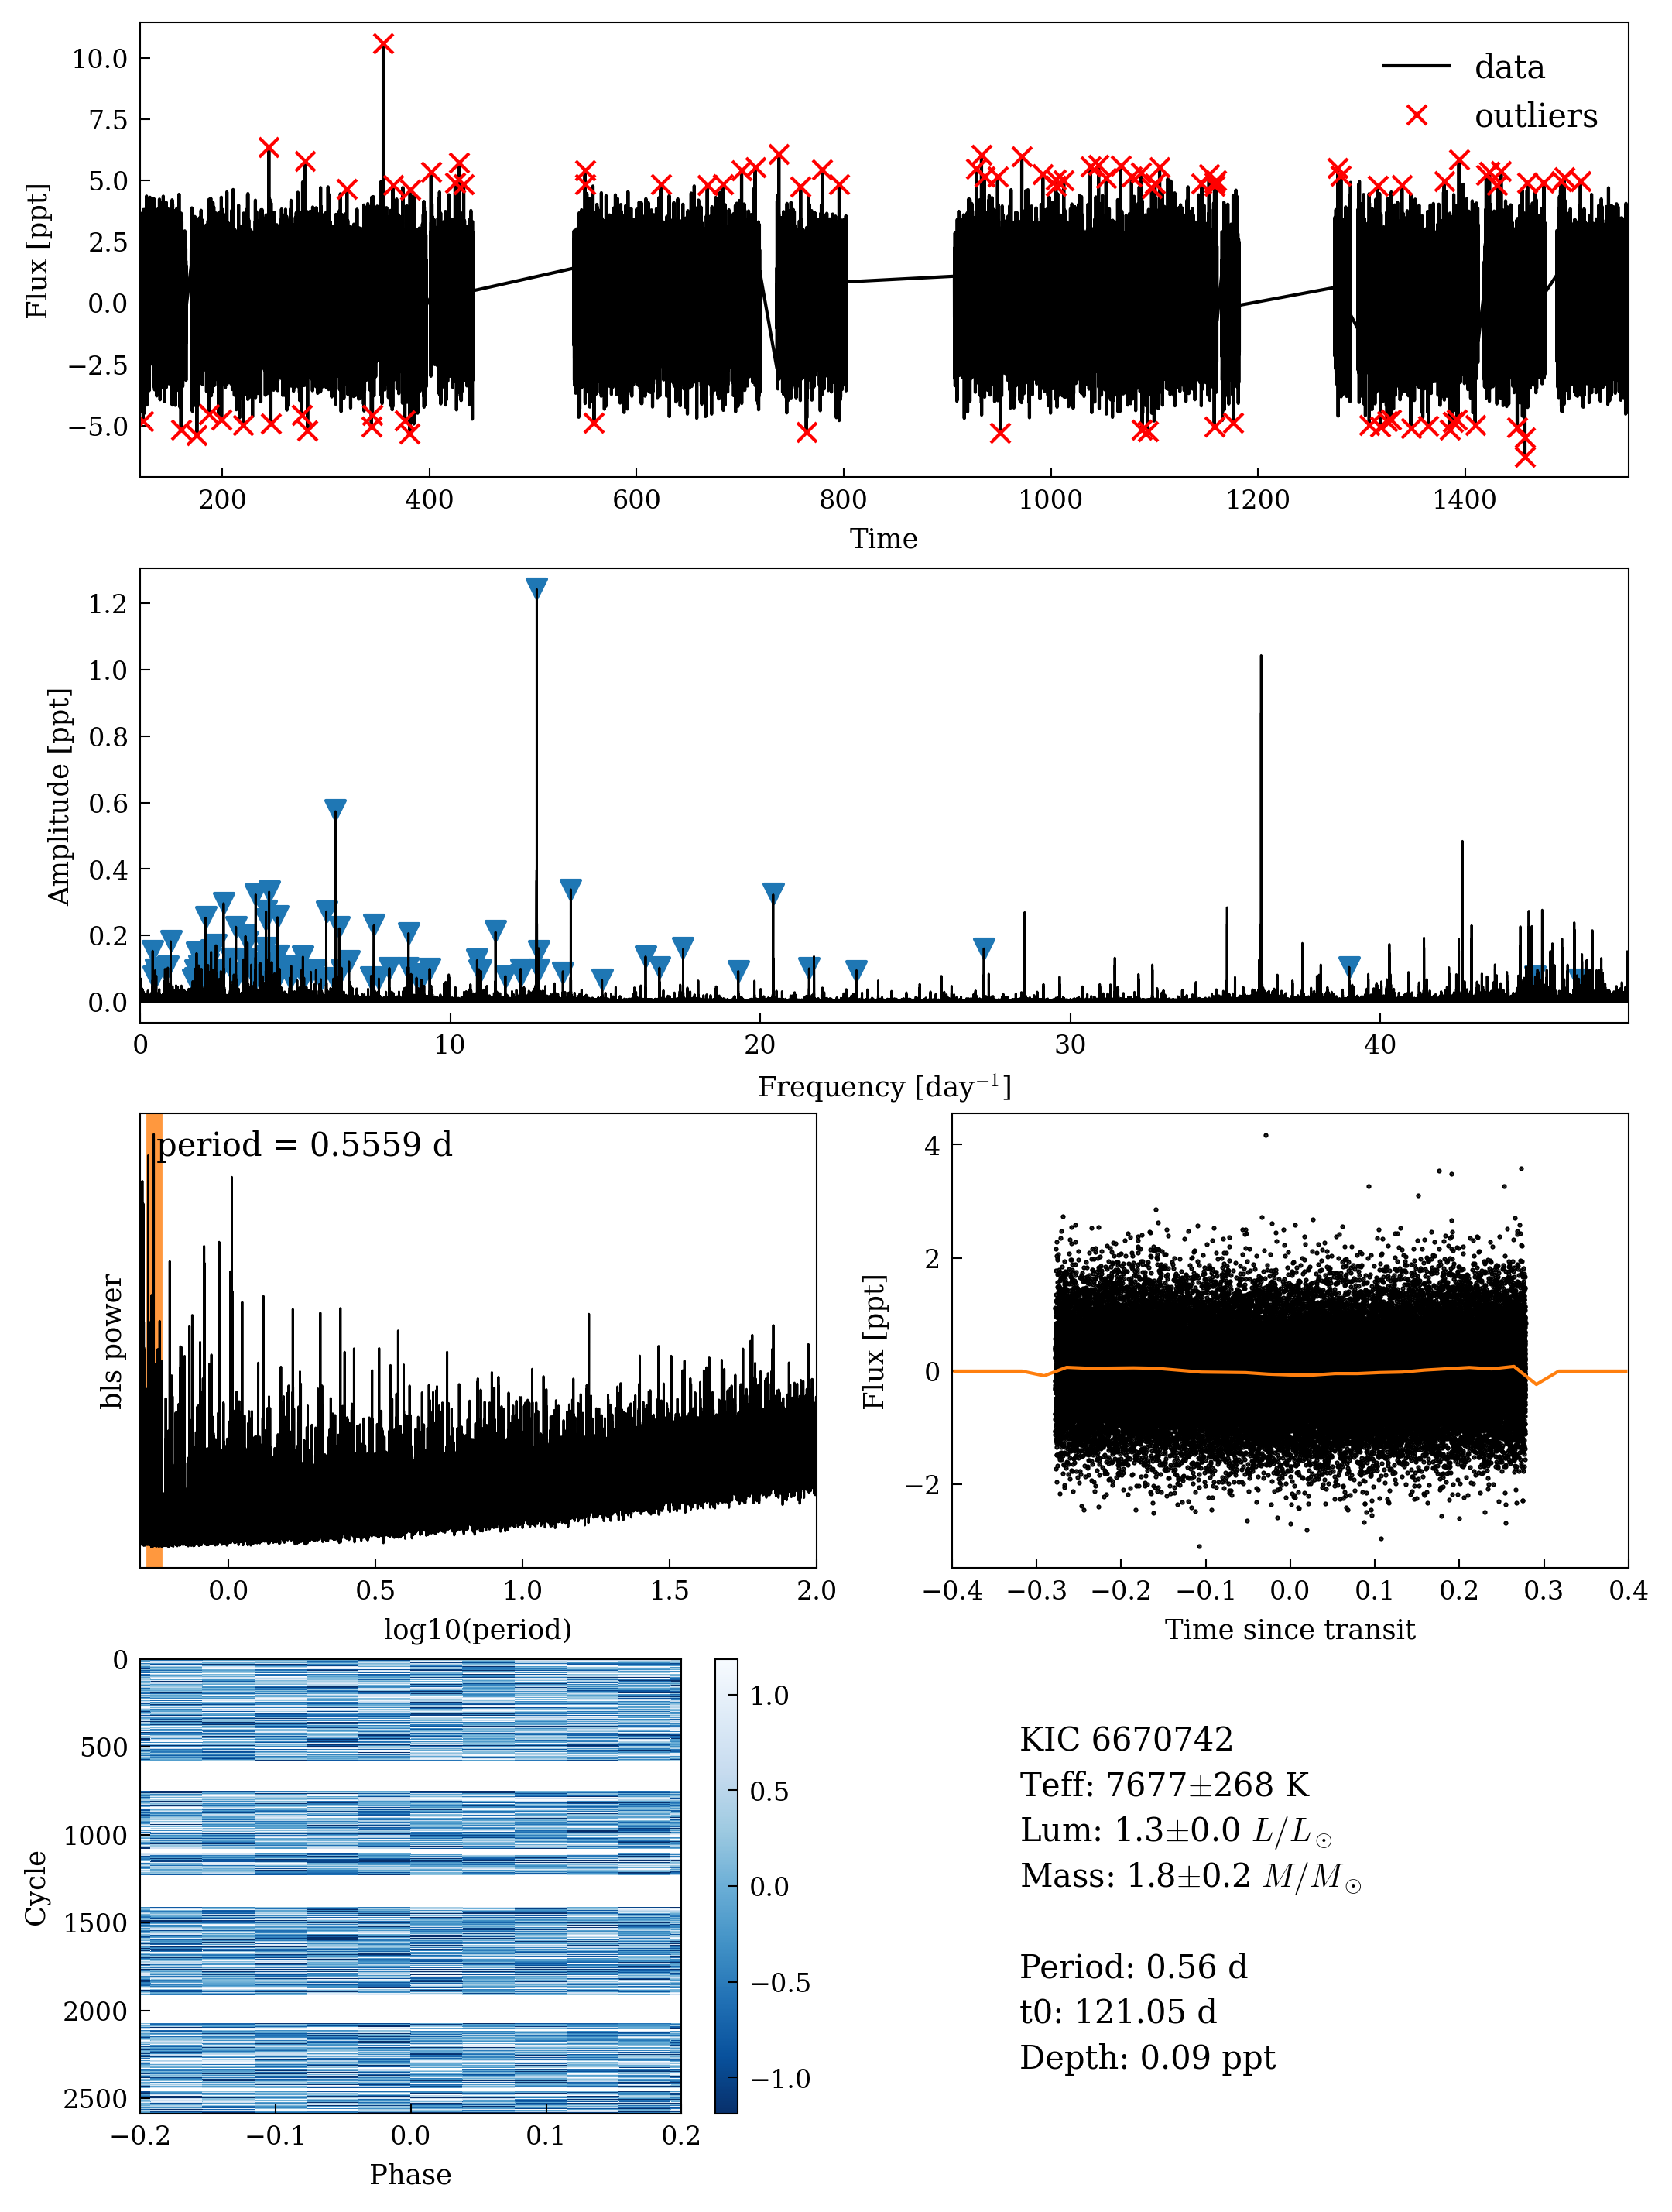 10.0
7.5
5.0
2.5
0.0
−2.5
−5.0
Flux [ppt]
data
outliers
200 400 600 800 1000 1200 1400
Time
1.2
1.0
0.8
0.6
0.4
0.2
0.0
Amplitude [ppt]
0 10 20 30 40
Frequency [day⁻¹]
period = 0.5559 d
bls power
0.0 0.5 1.0 1.5 2.0
log10(period)
4
2
0
−2
Flux [ppt]
−0.4 −0.3 −0.2 −0.1 0.0 0.1 0.2 0.3 0.4
Time since transit
0
500
1000
1500
2000
2500
Cycle
−0.2 −0.1 0.0 0.1 0.2
Phase
1.0
0.5
0.0
−0.5
−1.0
KIC 6670742
Teff: 7677±268 K
Lum: 1.3±0.0 L/L⊙
Mass: 1.8±0.2 M/M⊙
Period: 0.56 d
t0: 121.05 d
Depth: 0.09 ppt